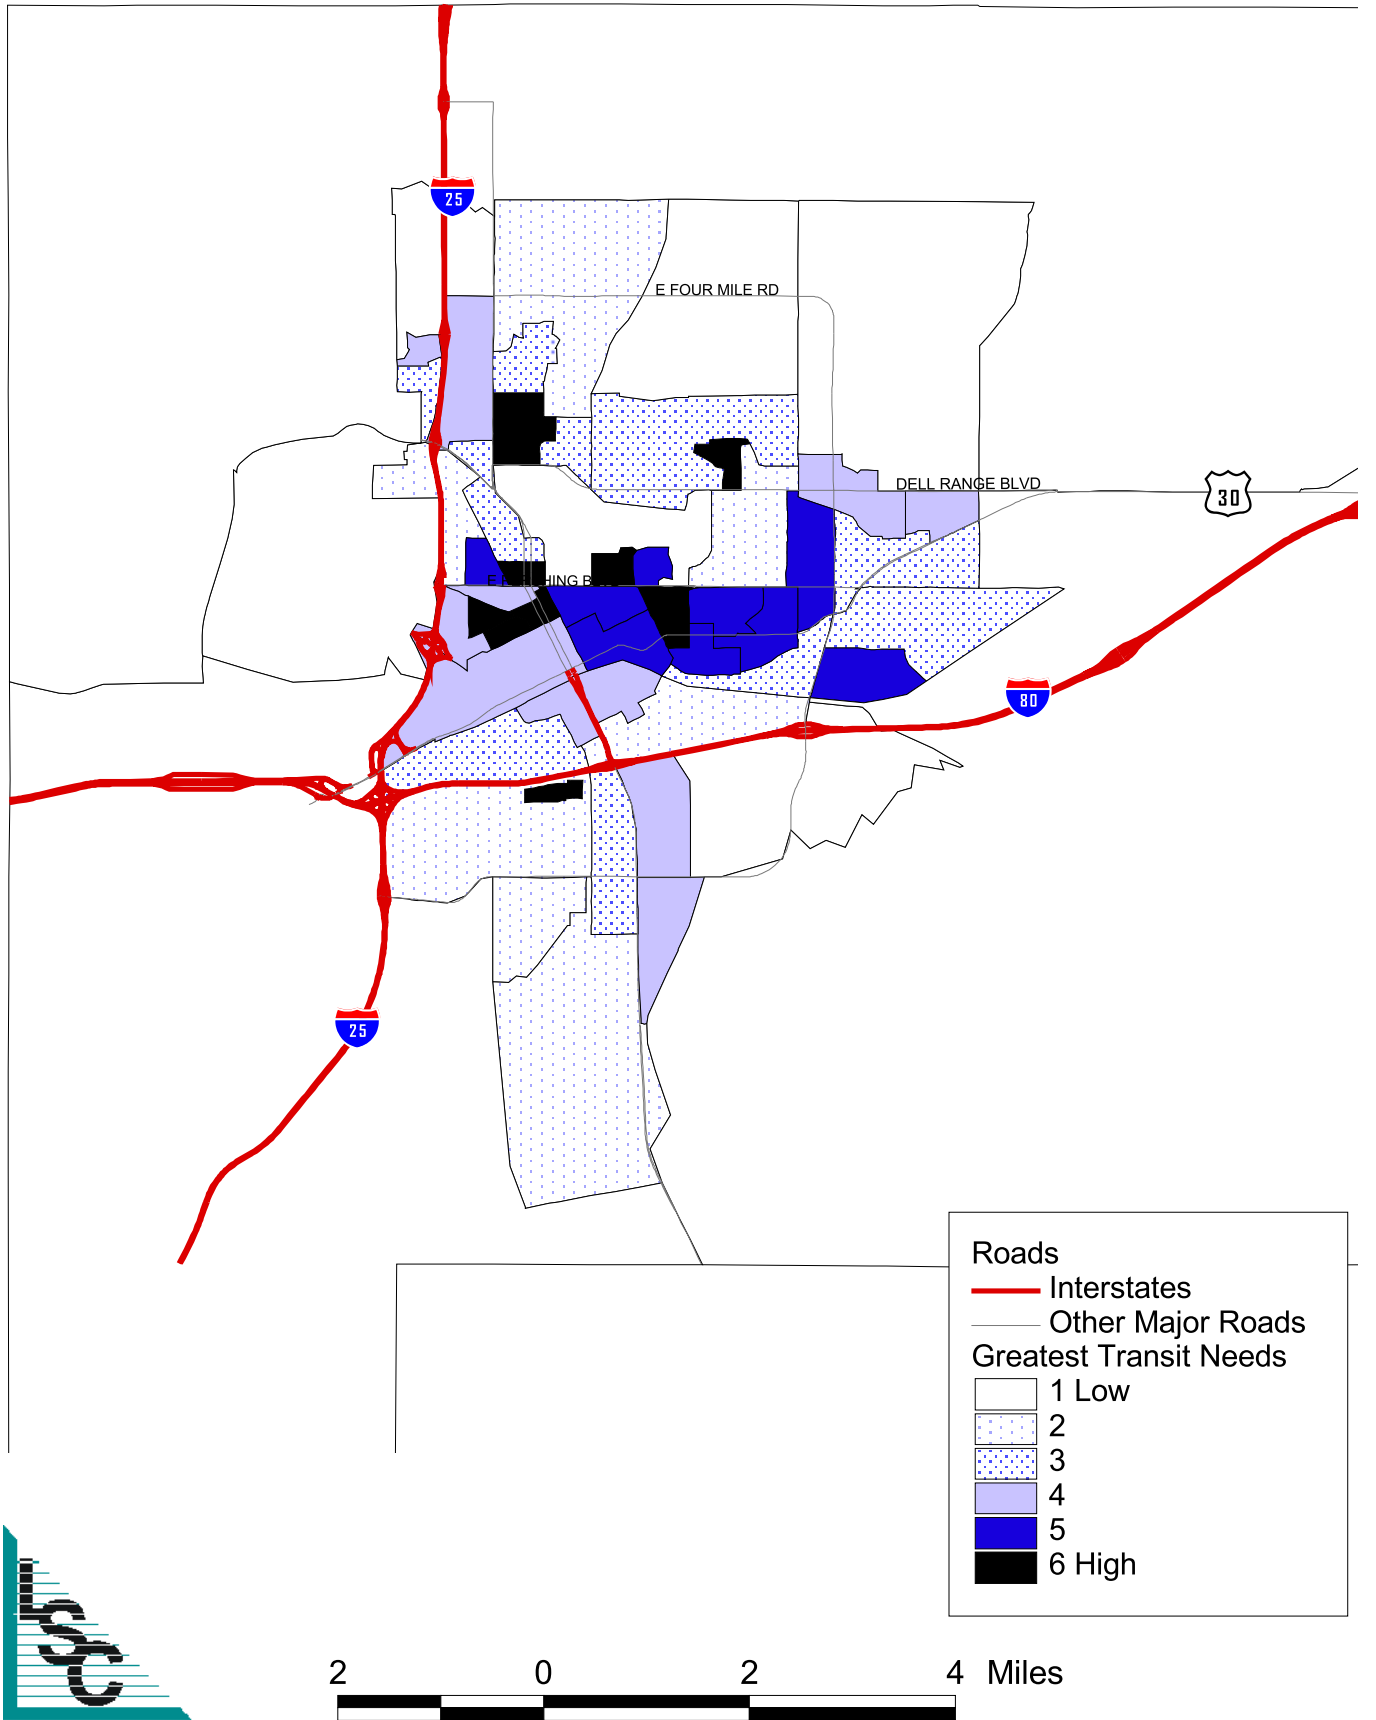 25
E FOUR MILE RD
DELL RANGE BLVD
30
80
25
Roads
Interstates
Other Major Roads
Greatest Transit Needs
1 Low
2
3
4
5
6 High
LSC
2 0 2 4 Miles